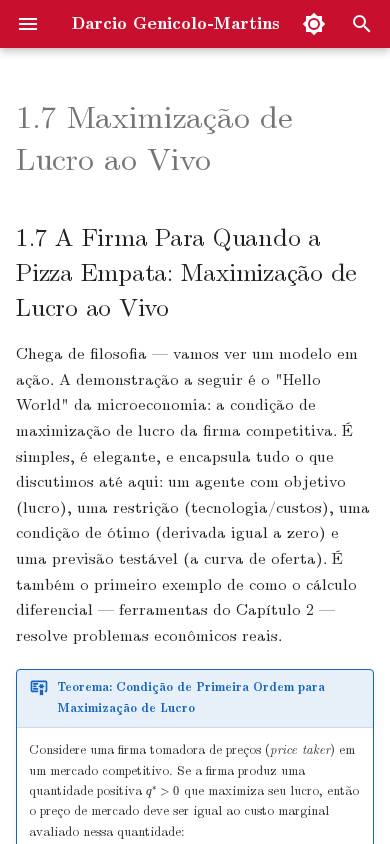 Darcio Genicolo-Martins
1.7 Maximização de
Lucro ao Vivo
1.7 A Firma Para Quando a
Pizza Empata: Maximização de
Lucro ao Vivo
Chega de filosofia — vamos ver um modelo em
ação. A demonstração a seguir é o "Hello
World" da microeconomia: a condição de
maximização de lucro da firma competitiva. É
simples, é elegante, e encapsula tudo o que
discutimos até aqui: um agente com objetivo
(lucro), uma restrição (tecnologia/custos), uma
condição de ótimo (derivada igual a zero) e
uma previsão testável (a curva de oferta). É
também o primeiro exemplo de como o cálculo
diferencial — ferramentas do Capítulo 2 —
resolve problemas econômicos reais.
Teorema: Condição de Primeira Ordem para
Maximização de Lucro
Considere uma firma tomadora de preços (price taker) em
um mercado competitivo. Se a firma produz uma
quantidade positiva q* > 0 que maximiza seu lucro, então
o preço de mercado deve ser igual ao custo marginal
avaliado nessa quantidade: